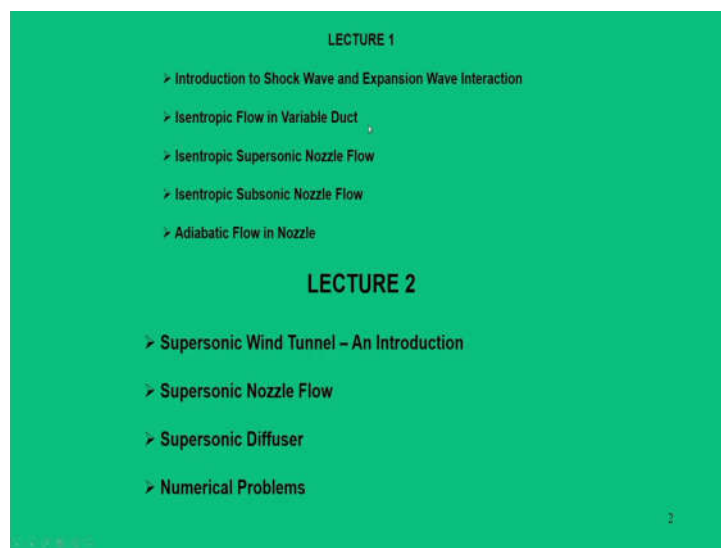 LECTURE 1
➢ Introduction to Shock Wave and Expansion Wave Interaction
➢ Isentropic Flow in Variable Duct
➢ Isentropic Supersonic Nozzle Flow
➢ Isentropic Subsonic Nozzle Flow
➢ Adiabatic Flow in Nozzle
LECTURE 2
➢ Supersonic Wind Tunnel – An Introduction
➢ Supersonic Nozzle Flow
➢ Supersonic Diffuser
➢ Numerical Problems
2